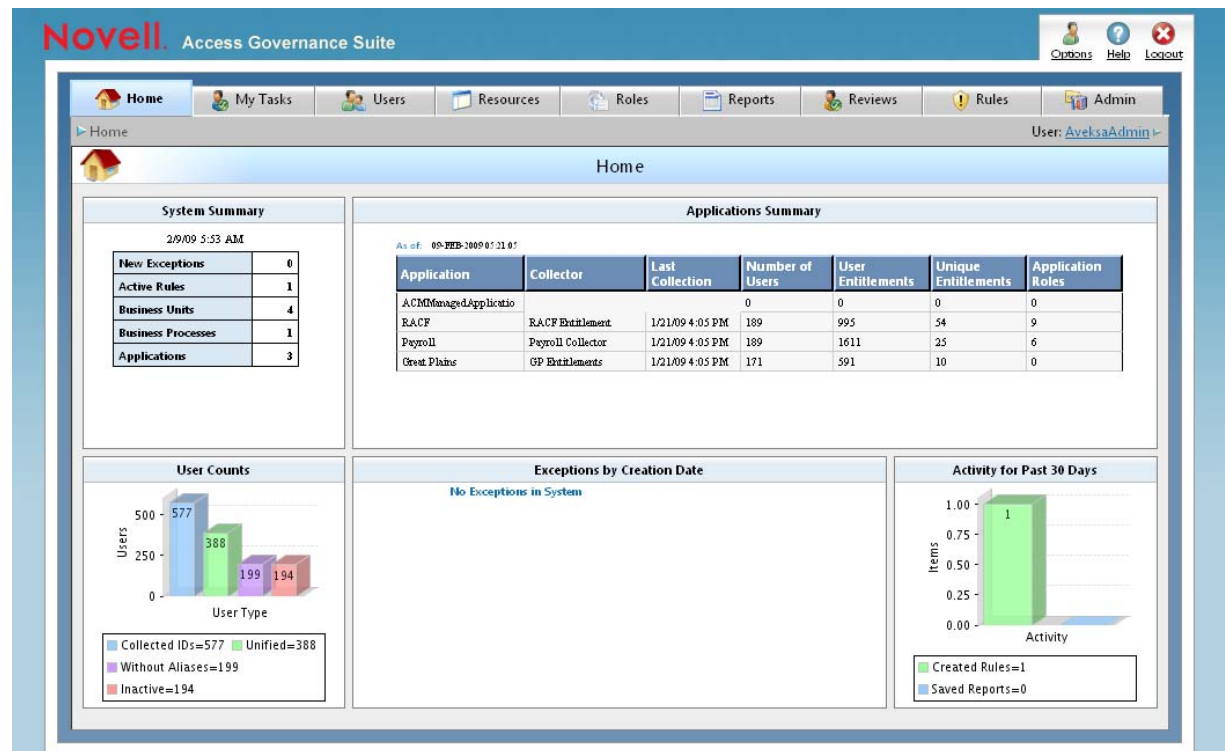 Novell. Access Governance Suite
Options Help Logout
Home My Tasks Users Resources Roles Reports Reviews Rules Admin
Home User: AveksaAdmin
Home
System Summary
2/9/09 5:53 AM
New Exceptions 0
Active Rules 1
Business Units 4
Business Processes 1
Applications 3
Applications Summary
As of: 09-FEB-2009 05:21:05
Application Collector Last Collection Number of Users User Entitlements Unique Entitlements Application Roles
ACMManagedApplicatio 0 0 0 0
RACF RACF Entitlement 1/21/09 4:05 PM 189 995 54 9
Payroll Payroll Collector 1/21/09 4:05 PM 189 1611 25 6
Great Plains GP Entitlements 1/21/09 4:05 PM 171 591 10 0
User Counts
500
250
0
Users
577
388
199
194
User Type
Collected IDs=577 Unified=388
Without Aliases=199
Inactive=194
Exceptions by Creation Date
No Exceptions in System
Activity for Past 30 Days
1.00
0.75
0.50
0.25
0.00
Items
1
Activity
Created Rules=1
Saved Reports=0